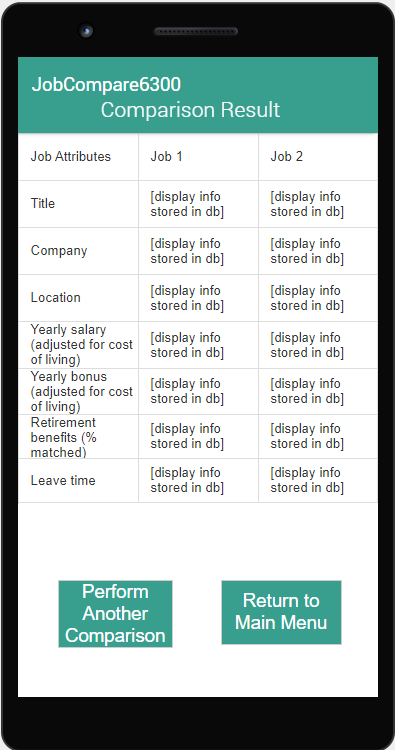 JobCompare6300
Comparison Result
Job Attributes
Job 1
Job 2
Title
[display info
stored in db]
[display info
stored in db]
Company
[display info
stored in db]
[display info
stored in db]
Location
[display info
stored in db]
[display info
stored in db]
Yearly salary
(adjusted for cost
of living)
[display info
stored in db]
[display info
stored in db]
Yearly bonus
(adjusted for cost
of living)
[display info
stored in db]
[display info
stored in db]
Retirement
benefits (%
matched)
[display info
stored in db]
[display info
stored in db]
Leave time
[display info
stored in db]
[display info
stored in db]
Perform
Another
Comparison
Return to
Main Menu